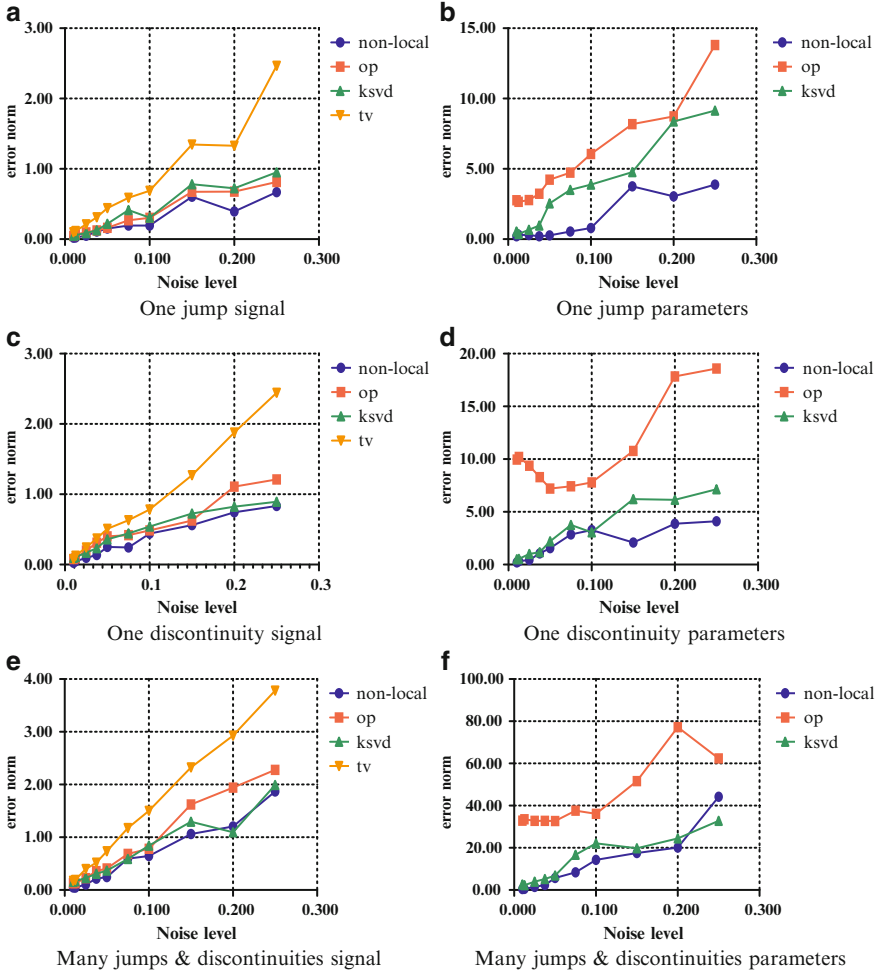 a
3.00
2.00
1.00
0.00
error norm
0.000
0.100
0.200
0.300
Noise level
non-local
op
ksvd
tv
One jump signal
b
15.00
10.00
5.00
0.00
error norm
0.000
0.100
0.200
0.300
Noise level
non-local
op
ksvd
One jump parameters
c
3.00
2.00
1.00
0.00
error norm
0.0
0.1
0.2
0.3
Noise level
non-local
op
ksvd
tv
One discontinuity signal
d
20.00
15.00
10.00
5.00
0.00
error norm
0.000
0.100
0.200
0.300
Noise level
non-local
op
ksvd
One discontinuity parameters
e
4.00
3.00
2.00
1.00
0.00
error norm
0.000
0.100
0.200
0.300
Noise level
non-local
op
ksvd
tv
Many jumps & discontinuities signal
f
100.00
80.00
60.00
40.00
20.00
0.00
error norm
0.000
0.100
0.200
0.300
Noise level
non-local
op
ksvd
Many jumps & discontinuities parameters